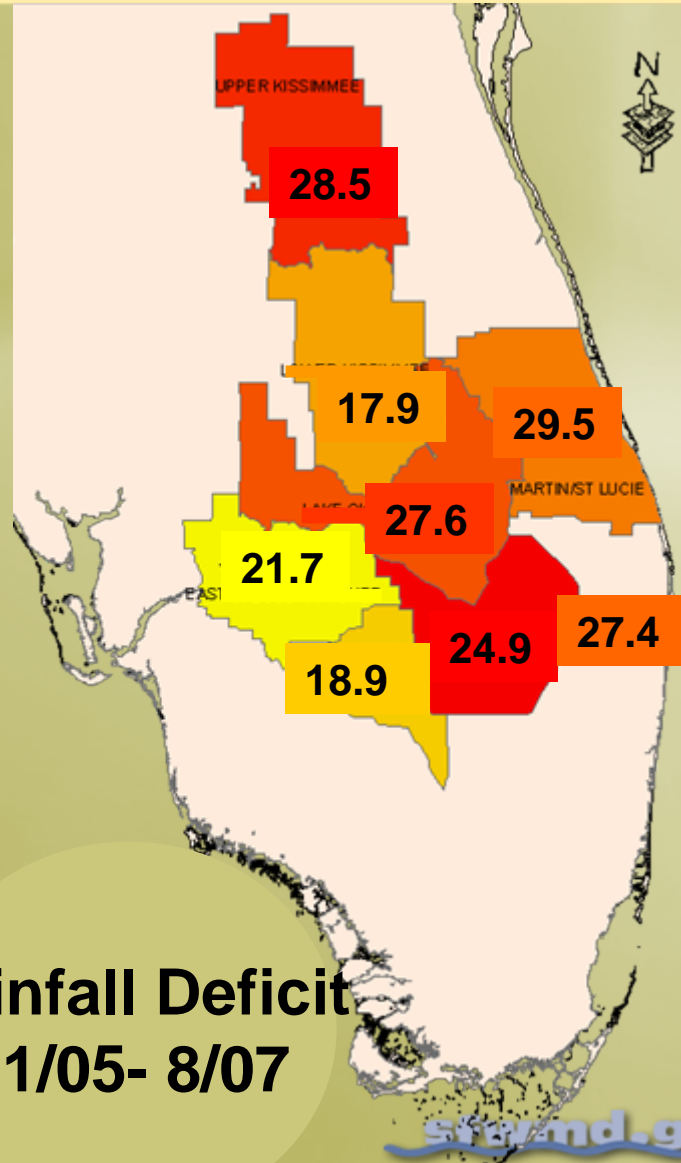 N
UPPER KISSIMMEE
28.5
17.9
29.5
MARTIN/ST LUCIE
27.6
21.7
24.9
27.4
18.9
infall Deficit
1/05- 8/07
sfwmd.g